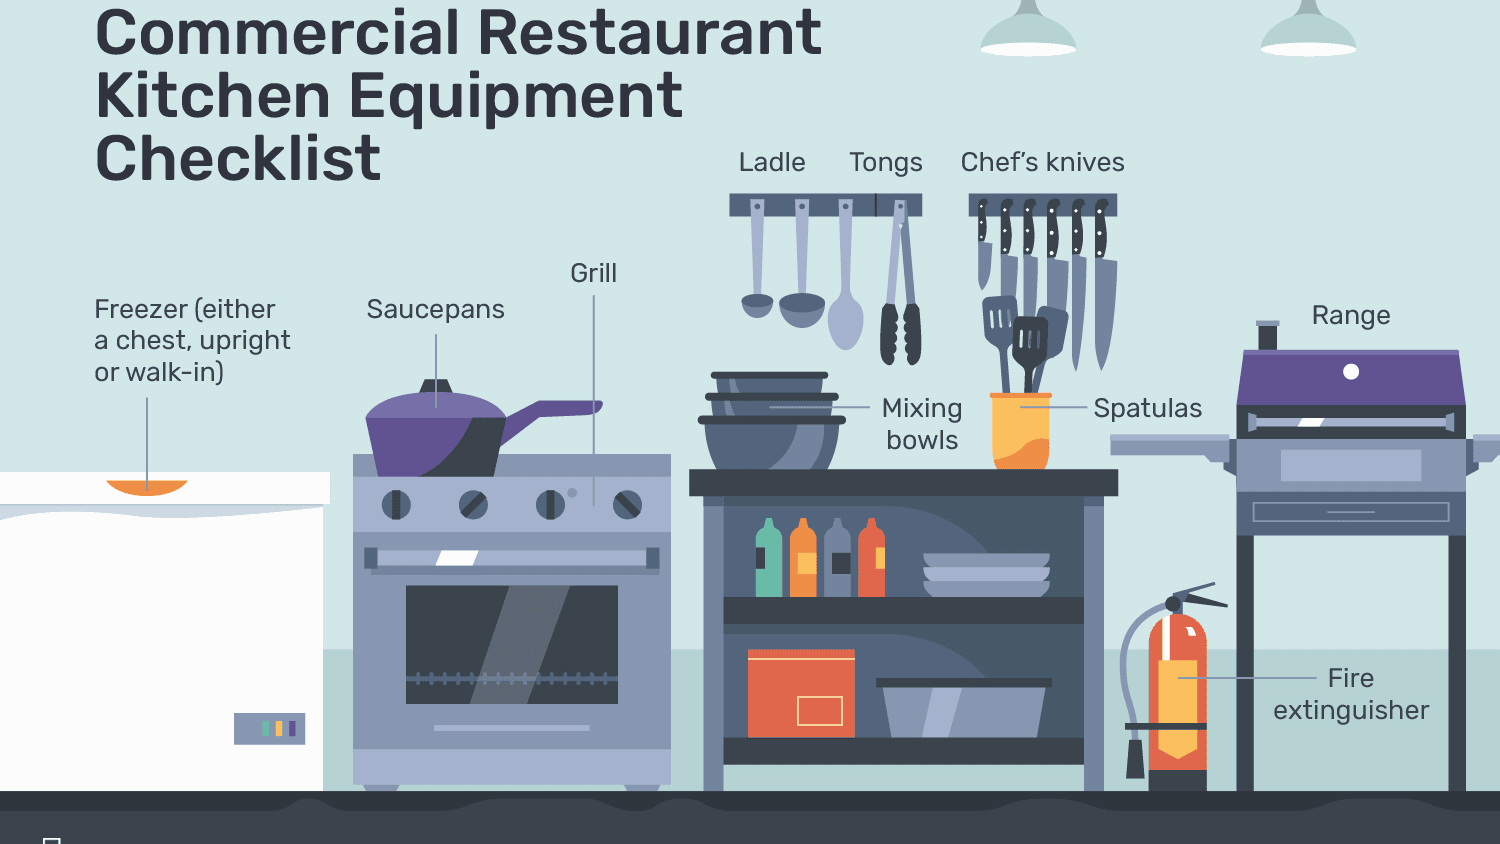 Commercial Restaurant
Kitchen Equipment
Checklist
Ladle
Tongs
Chef’s knives
Grill
Freezer (either
a chest, upright
or walk-in)
Saucepans
Range
Mixing
bowls
Spatulas
Fire
extinguisher